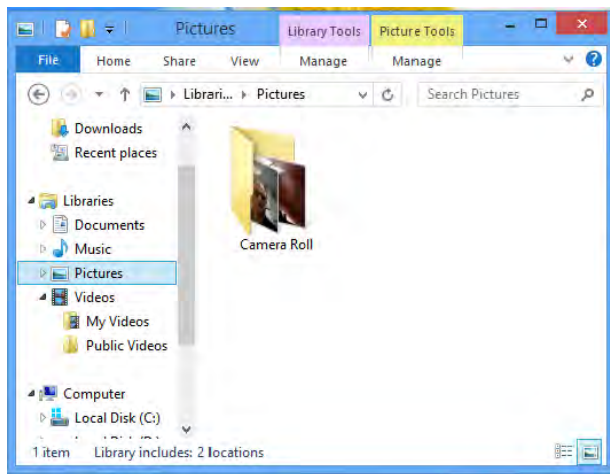 Pictures
Library Tools
Picture Tools
File
Home
Share
View
Manage
Manage
Librari...
Pictures
Search Pictures
Downloads
Recent places
Libraries
Documents
Music
Pictures
Videos
My Videos
Public Videos
Computer
Local Disk (C:)
Camera Roll
1 item
Library includes: 2 locations